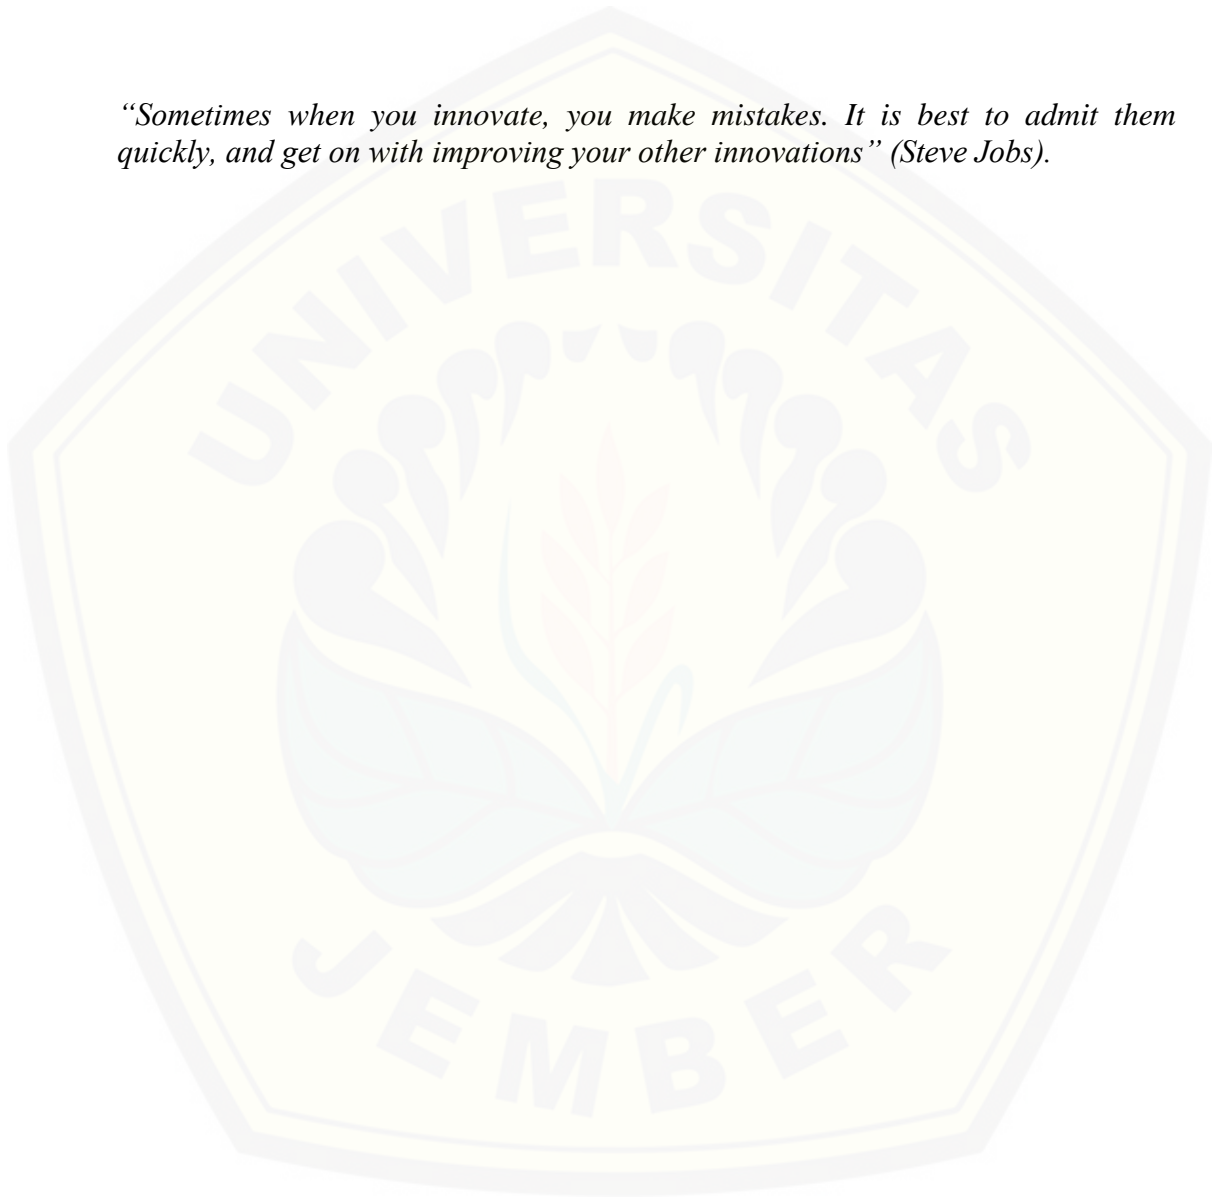 “Sometimes when you innovate, you make mistakes. It is best to admit them
quickly, and get on with improving your other innovations” (Steve Jobs).
UNIVERSITAS
JEMBER